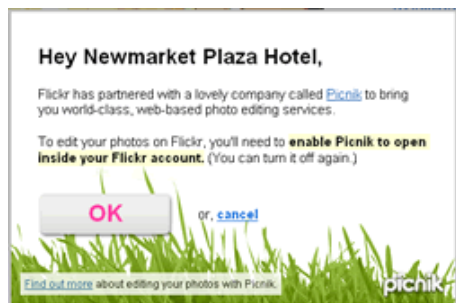 Hey Newmarket Plaza Hotel,
Flickr has partnered with a lovely company called Picnik to bring
you world-class, web-based photo editing services.
To edit your photos on Flickr, you'll need to enable Picnik to open
inside your Flickr account. (You can turn it off again.)
OK or, cancel
Find out more about editing your photos with Picnik.
picnik